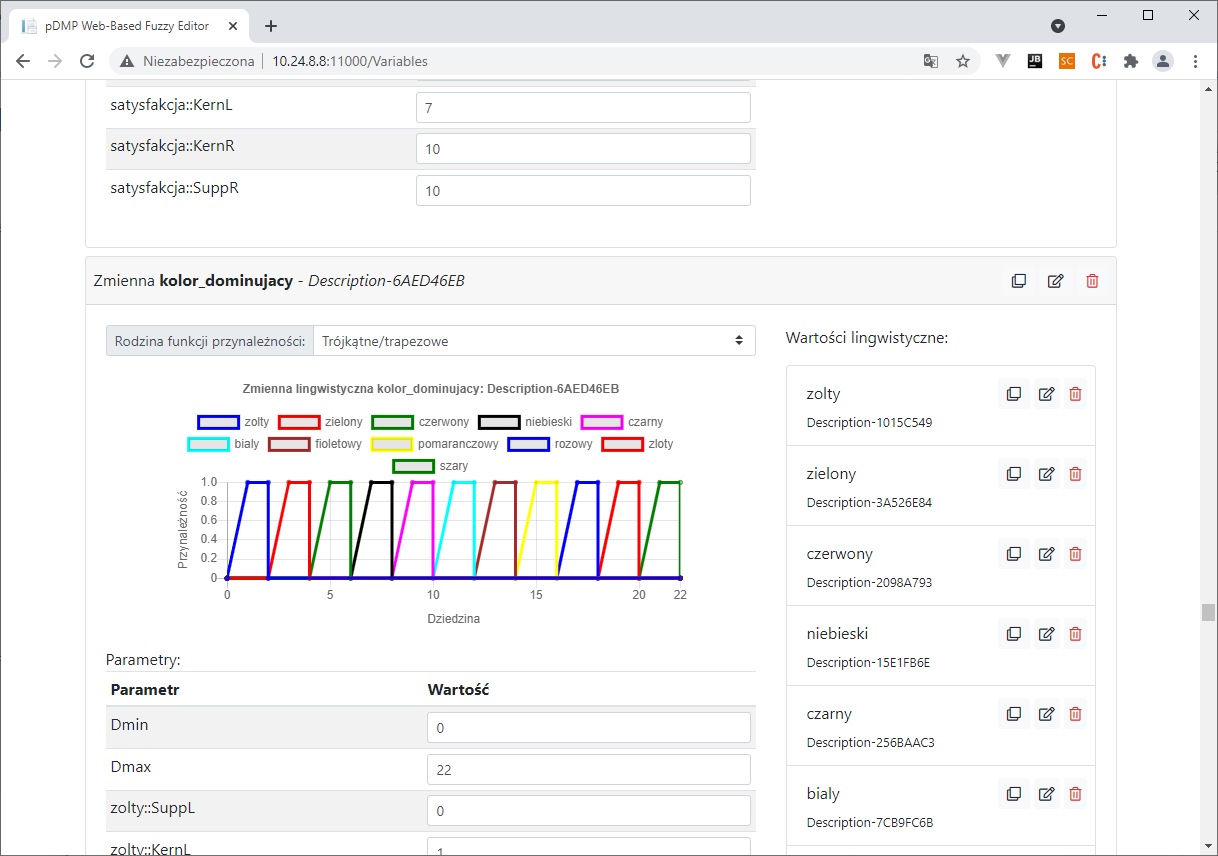 pDMP Web-Based Fuzzy Editor
Niezabezpieczona
10.24.8.8:11000/Variables
JB
SC
satysfakcja::KernL
7
satysfakcja::KernR
10
satysfakcja::SuppR
10
Zmienna kolor_dominujacy - Description-6AED46EB
Rodzina funkcji przynależności:
Trójkątne/trapezowe
Zmienna lingwistyczna kolor_dominujacy: Description-6AED46EB
zolty zielony czerwony niebieski czarny
bialy fioletowy pomaranczowy rozowy zloty
szary
Przynależność
1.0
0.8
0.6
0.4
0.2
0
0 5 10 15 20 22
Dziedzina
Parametry:
Parametr Wartość
Dmin 0
Dmax 22
zolty::SuppL 0
zolty::KernL 1
Wartości lingwistyczne:
zolty
Description-1015C549
zielony
Description-3A526E84
czerwony
Description-2098A793
niebieski
Description-15E1FB6E
czarny
Description-256BAAC3
bialy
Description-7CB9FC6B